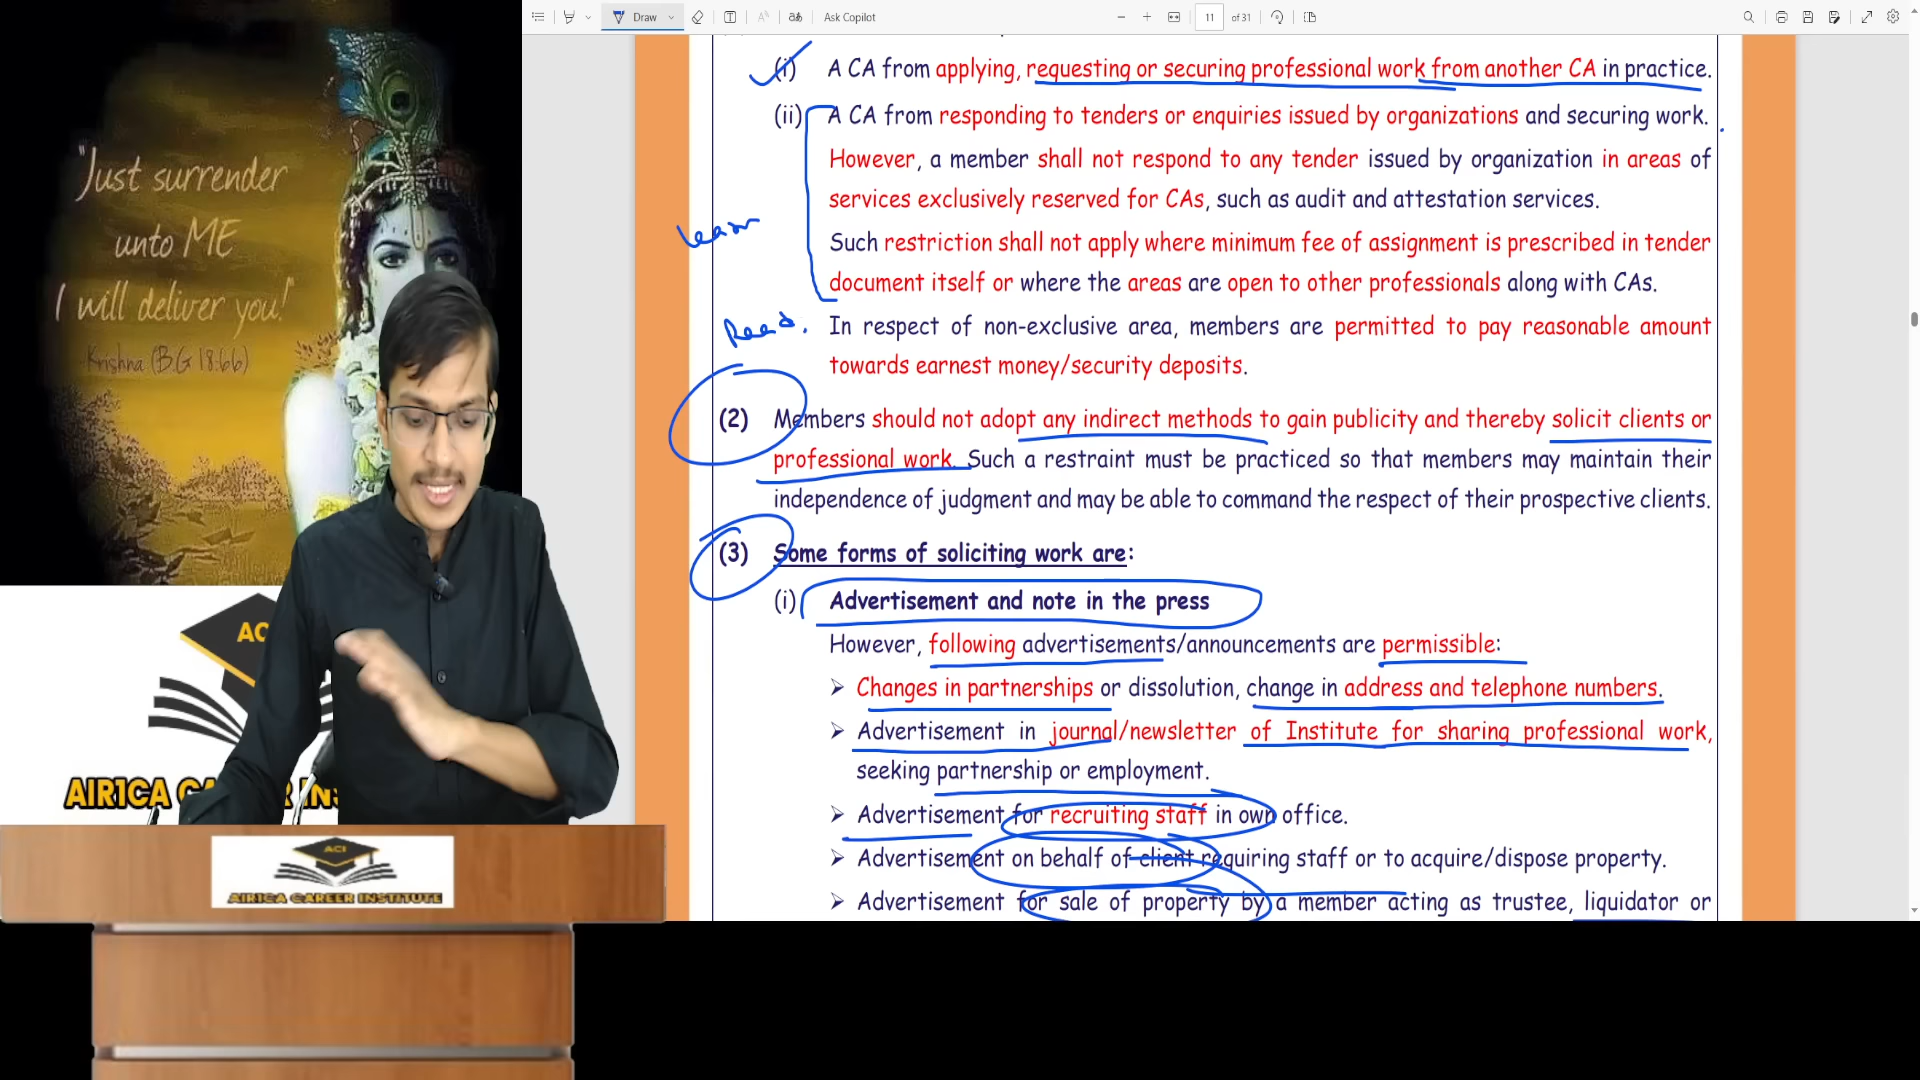 Draw
Ask Copilot
11
of 31
(i) A CA from applying, requesting or securing professional work from another CA in practice.
(ii) A CA from responding to tenders or enquiries issued by organizations and securing work.
However, a member shall not respond to any tender issued by organization in areas of
services exclusively reserved for CAs, such as audit and attestation services.
Such restriction shall not apply where minimum fee of assignment is prescribed in tender
document itself or where the areas are open to other professionals along with CAs.
In respect of non-exclusive area, members are permitted to pay reasonable amount
towards earnest money/security deposits.
learn
Read.
(2) Members should not adopt any indirect methods to gain publicity and thereby solicit clients or
professional work. Such a restraint must be practiced so that members may maintain their
independence of judgment and may be able to command the respect of their prospective clients.
(3) Some forms of soliciting work are:
(i) Advertisement and note in the press
However, following advertisements/announcements are permissible:
Changes in partnerships or dissolution, change in address and telephone numbers.
Advertisement in journal/newsletter of Institute for sharing professional work,
seeking partnership or employment.
Advertisement for recruiting staff in own office.
Advertisement on behalf of client requiring staff or to acquire/dispose property.
Advertisement for sale of property by a member acting as trustee, liquidator or
"Just surrender
unto ME
I will deliver you!"
- Krishna (B.G 18.66)
AC
AIR1CA
INS
ACI
AIR1CA CAREER INSTITUTE